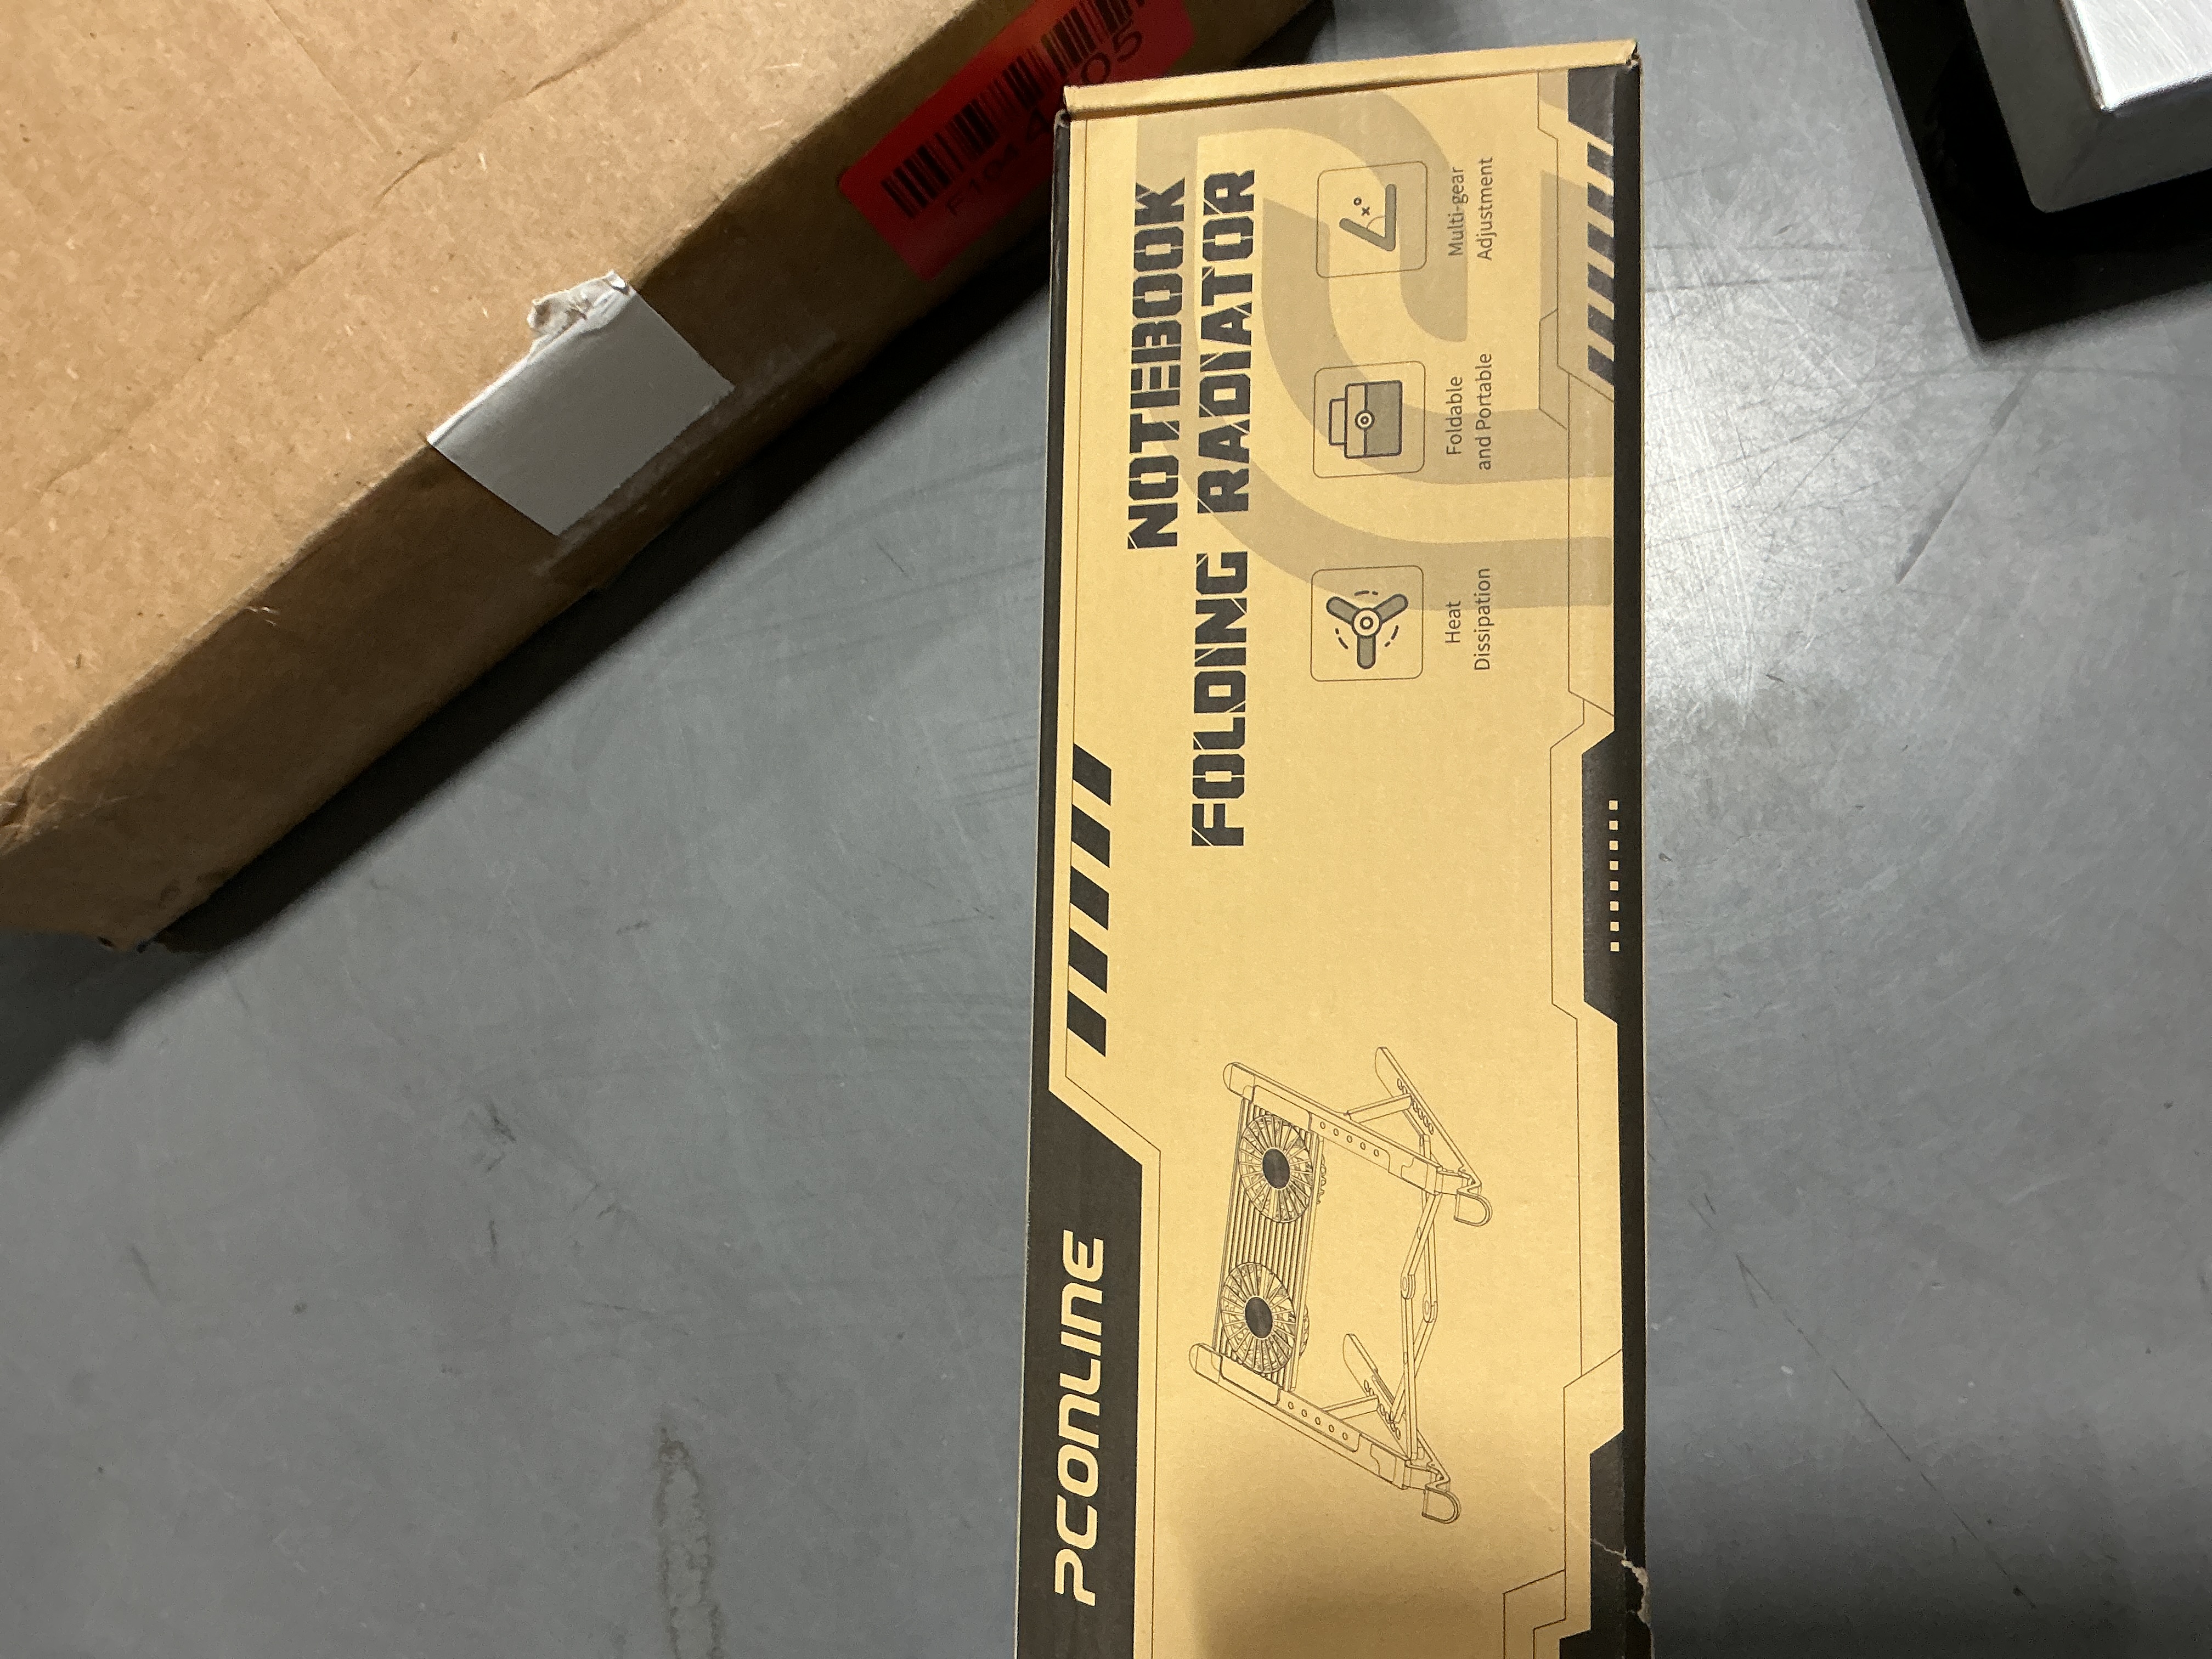 PCONLINE
NOTEBOOK
FOLDING RADIATOR
Heat
Dissipation
Foldable
and Portable
Multi-gear
Adjustment
x°